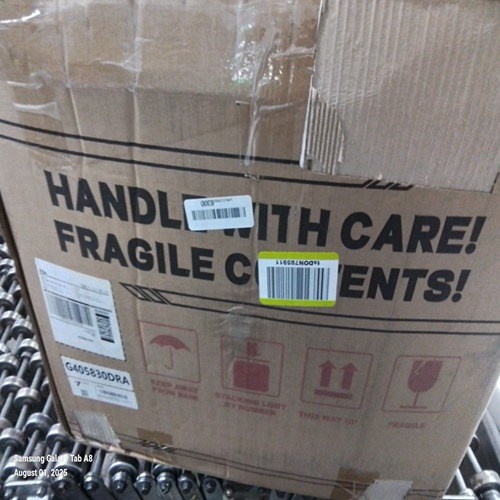 HANDLE WITH CARE!
FRAGILE CONTENTS!
G405830DRA
KEEP AWAY
FROM RAIN
STACKING LIMIT
BY NUMBER
THIS WAY UP
FRAGILE
Samsung Galaxy Tab A8
August 01, 2025